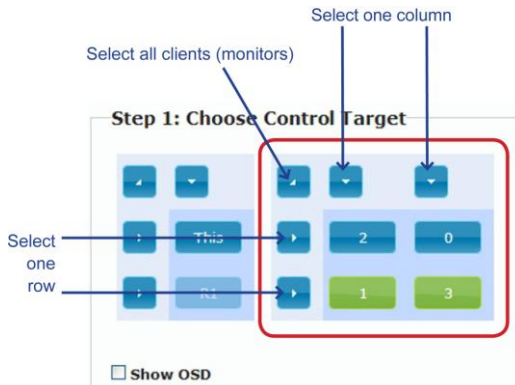 Select one column
Select all clients (monitors)
Step 1: Choose Control Target
This
2
0
Select
one
row
R1
1
3
Show OSD